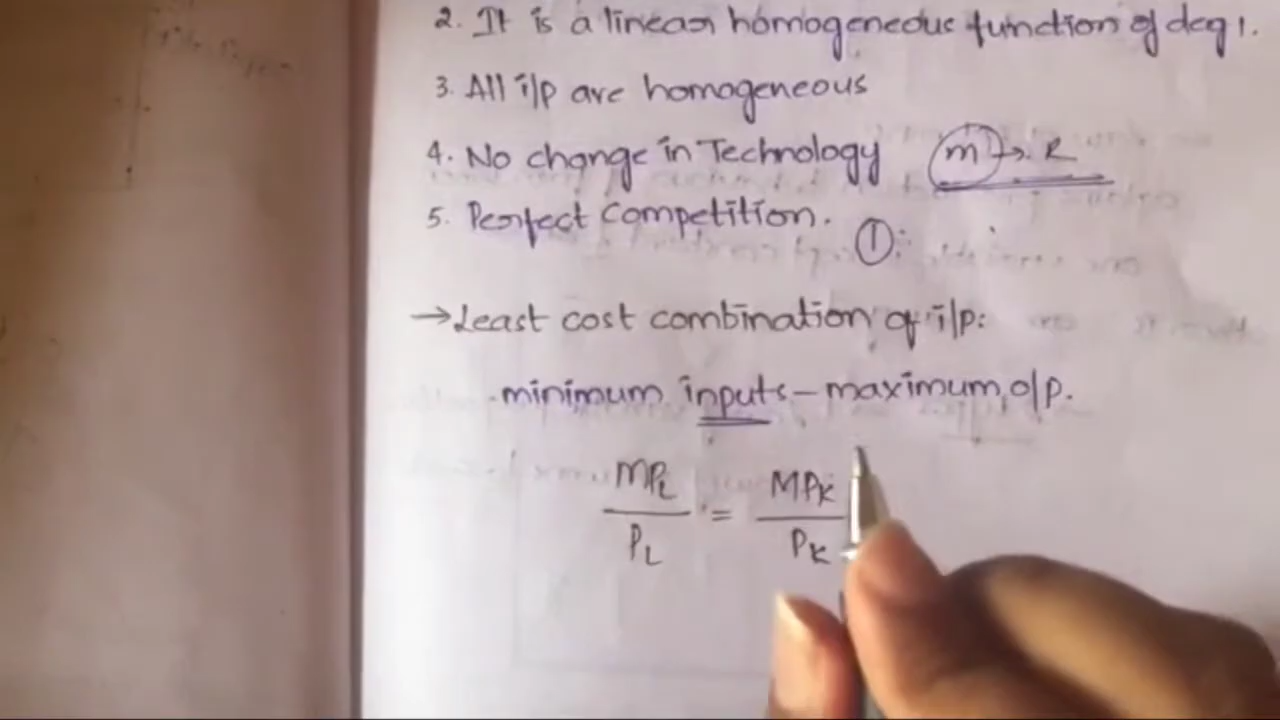 2. It is a linear homogeneous function of deg 1.
3. All i/p are homogeneous
4. No change in Technology m → R
5. Perfect Competition. ①:
→ Least cost combination of i/p:
minimum inputs – maximum o/p.
MPL = MPK
PL PK